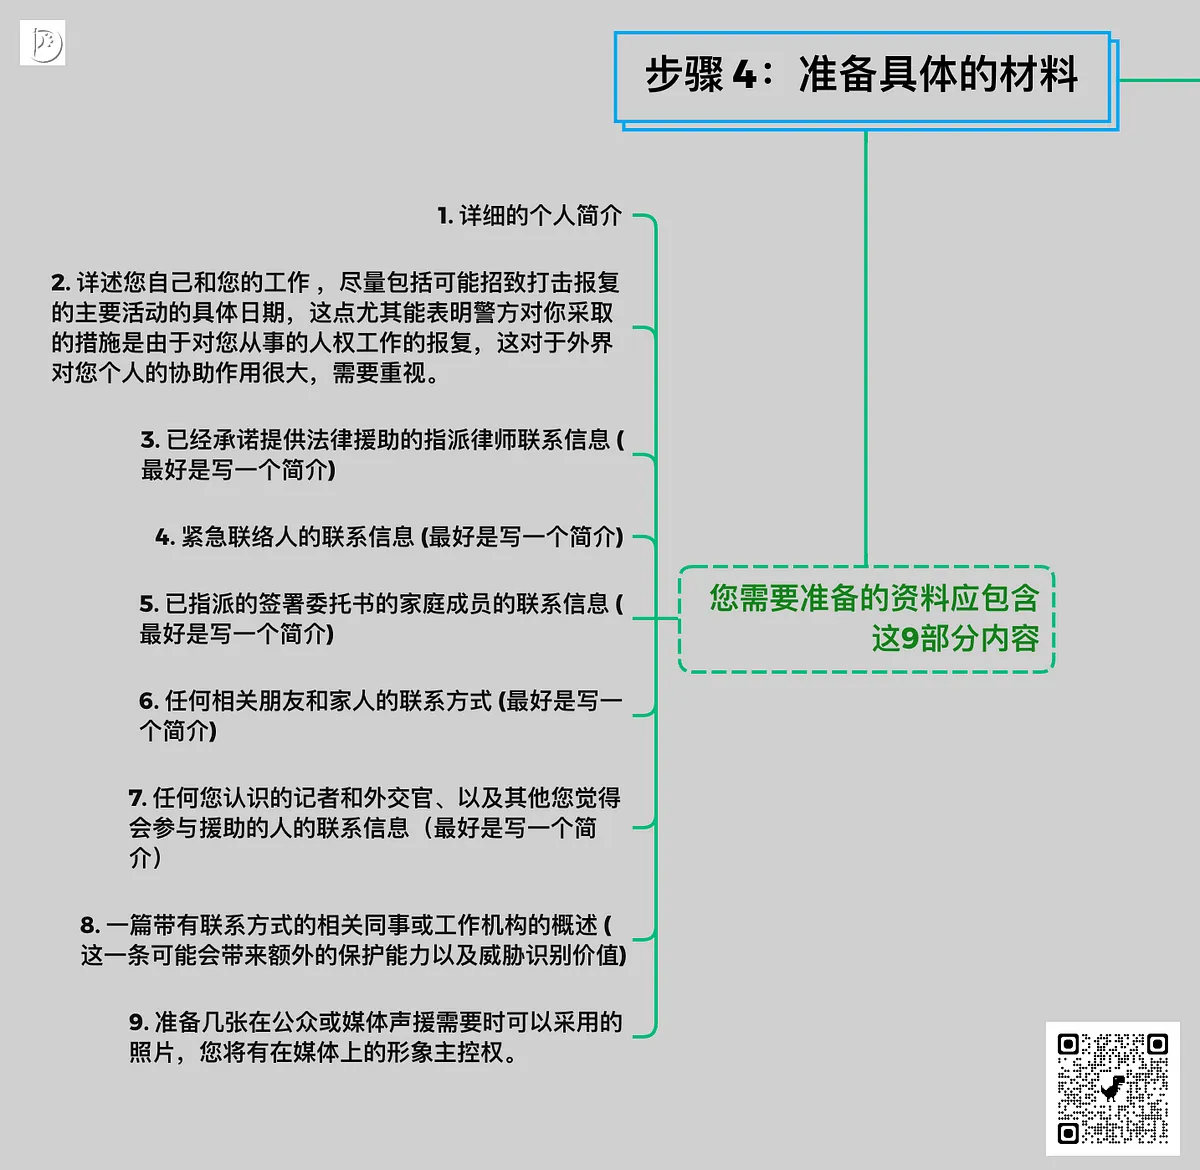 步骤 4：准备具体的材料
1. 详细的个人简介
2. 详述您自己和您的工作 ，尽量包括可能招致打击报复
的主要活动的具体日期，这点尤其能表明警方对你采取
的措施是由于对您从事的人权工作的报复，这对于外界
对您个人的协助作用很大，需要重视。
3. 已经承诺提供法律援助的指派律师联系信息 (
最好是写一个简介)
4. 紧急联络人的联系信息 (最好是写一个简介)
5. 已指派的签署委托书的家庭成员的联系信息 (
最好是写一个简介)
6. 任何相关朋友和家人的联系方式 (最好是写一
个简介)
7. 任何您认识的记者和外交官、以及其他您觉得
会参与援助的人的联系信息（最好是写一个简
介）
8. 一篇带有联系方式的相关同事或工作机构的概述 (
这一条可能会带来额外的保护能力以及威胁识别价值)
9. 准备几张在公众或媒体声援需要时可以采用的
照片，您将有在媒体上的形象主控权。
您需要准备的资料应包含
这9部分内容